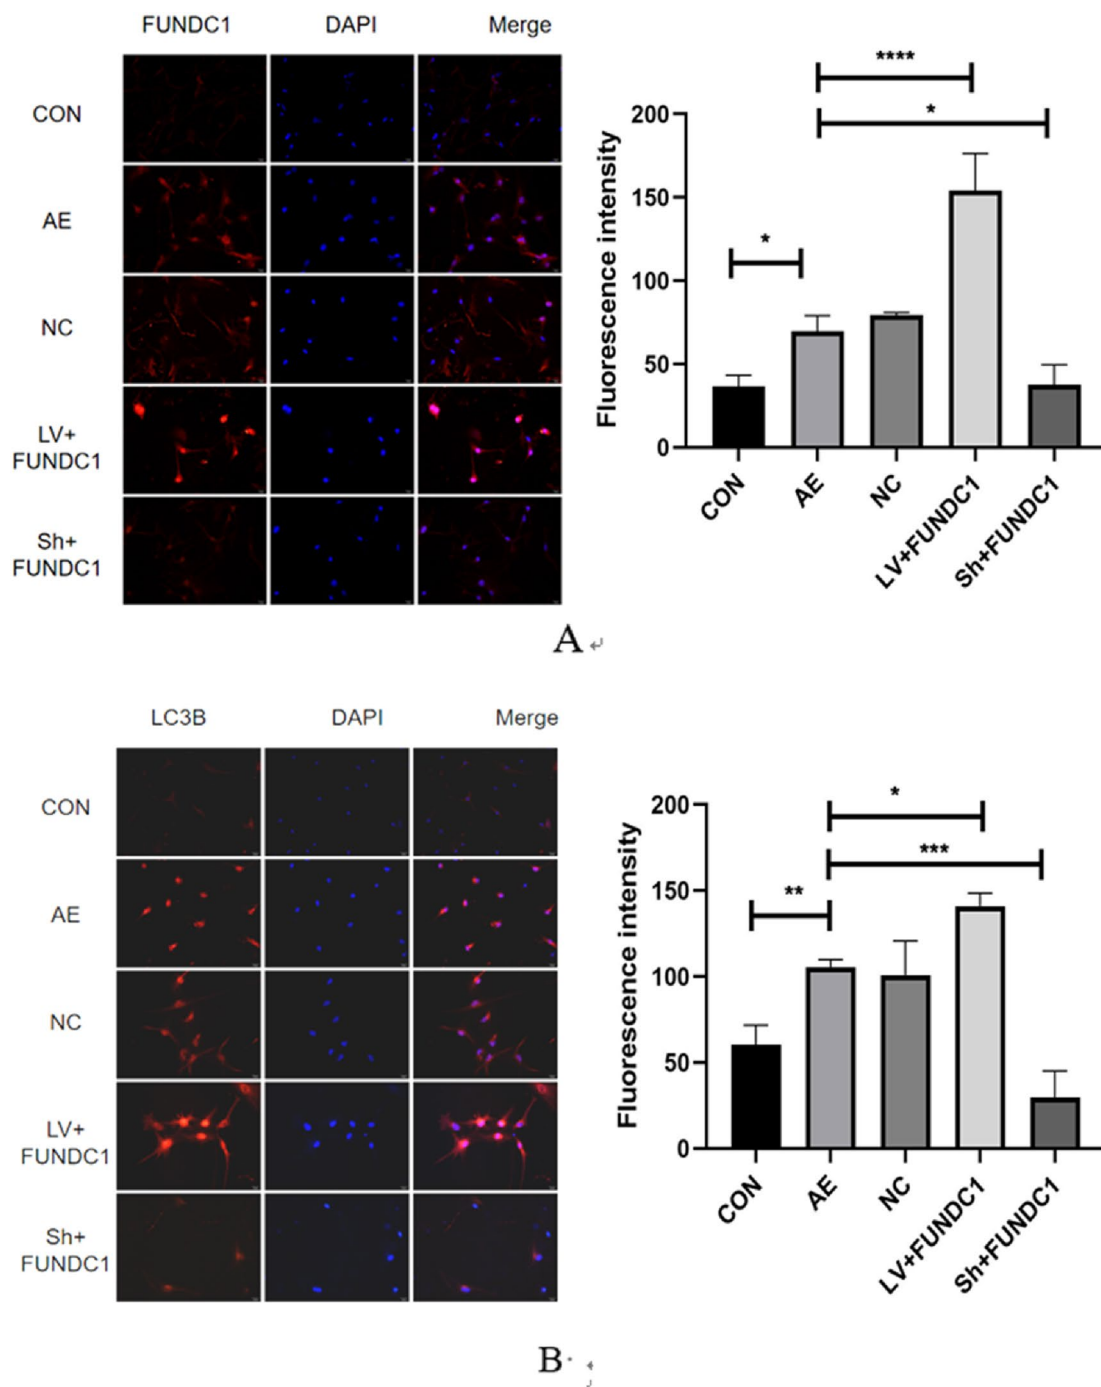 FUNDC1 DAPI Merge
CON
AE
NC
LV+
FUNDC1
Sh+
FUNDC1
****
*
*
Fluorescence intensity
200
150
100
50
0
CON AE NC LV+FUNDC1 Sh+FUNDC1
A
LC3B DAPI Merge
CON
AE
NC
LV+
FUNDC1
Sh+
FUNDC1
*
***
**
Fluorescence intensity
200
150
100
50
0
CON AE NC LV+FUNDC1 Sh+FUNDC1
B